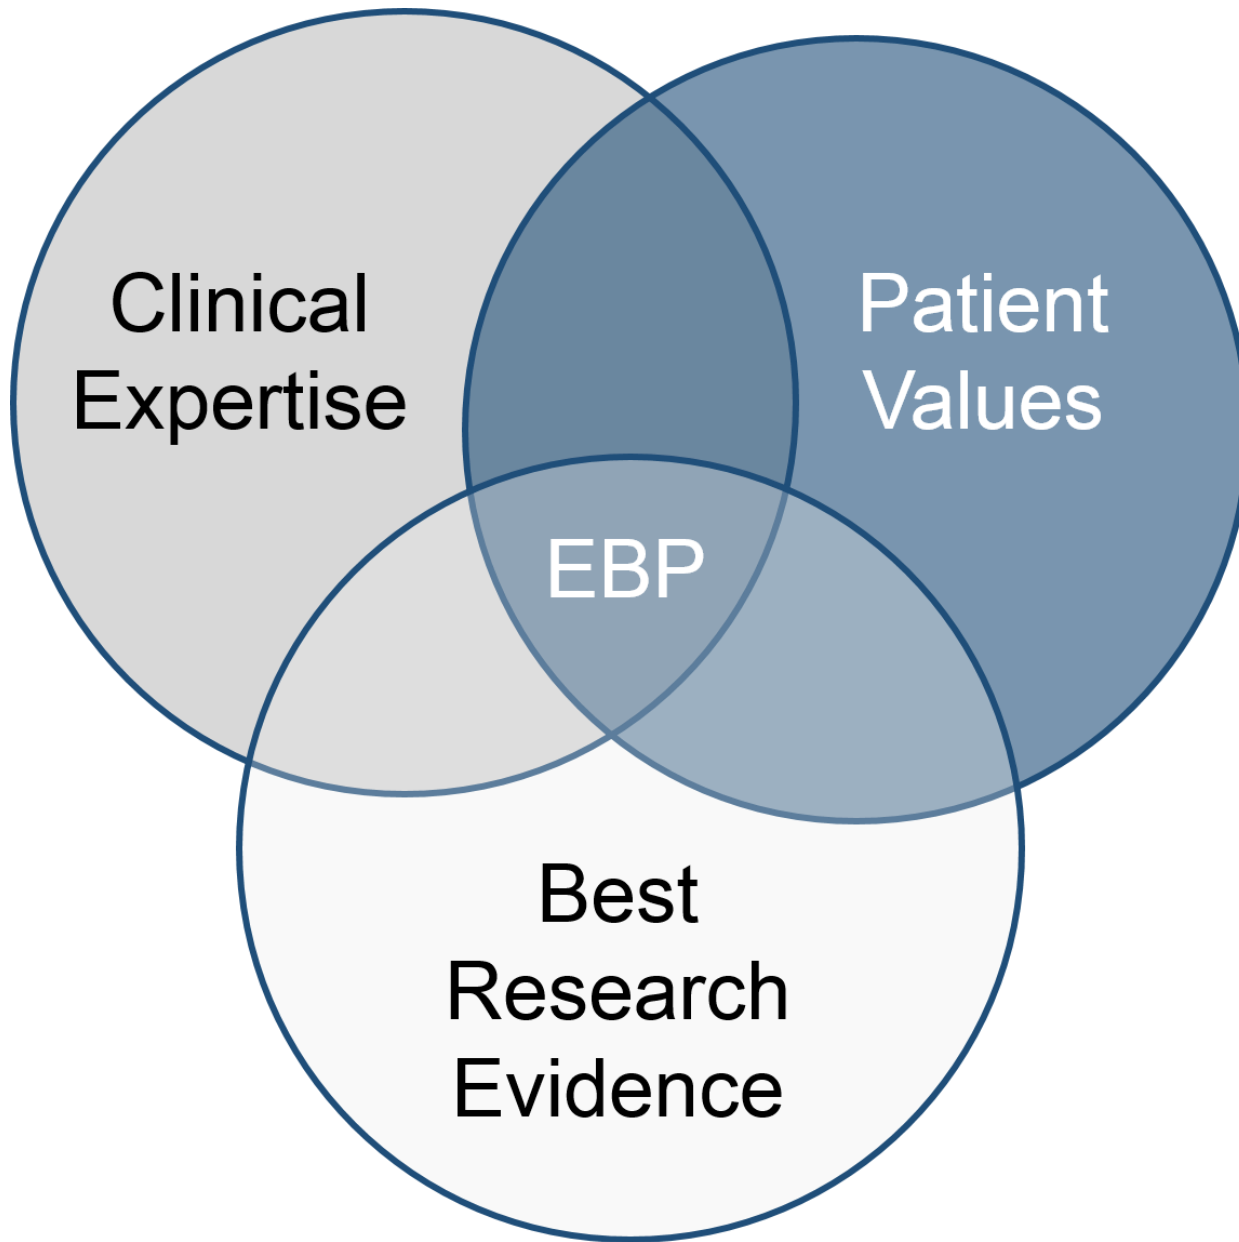 Clinical
Expertise
Patient
Values
EBP
Best
Research
Evidence